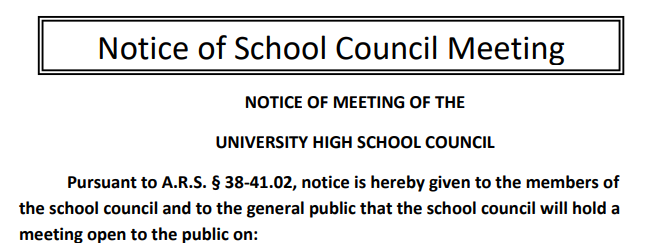 Notice of School Council Meeting
NOTICE OF MEETING OF THE
UNIVERSITY HIGH SCHOOL COUNCIL
Pursuant to A.R.S. § 38-41.02, notice is hereby given to the members of
the school council and to the general public that the school council will hold a
meeting open to the public on: